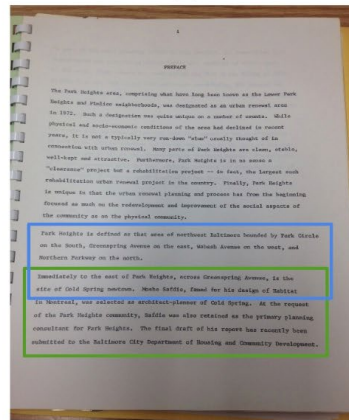 i
PREFACE
The Park Heights area, comprising what have long been known as the Lower Park
Heights and Pimlico neighborhoods, was designated as an urban renewal area
in 1972. Such a designation was quite unique on a number of counts. While
physical and socio-economic conditions of the area had declined in recent
years, it is not a typically very run-down "slum" usually thought of in
connection with urban renewal. Many parts of Park Heights are clean, stable,
well-kept and attractive. Furthermore, Park Heights is in no sense a
"clearance" project but a rehabilitation project -- in fact, the largest such
rehabilitation urban renewal project in the country. Finally, Park Heights
is unique in that the urban renewal planning and process has from the beginning
focused as much on the redevelopment and improvement of the social aspects of
the community as on the physical community.
Park Heights is defined as that area of northwest Baltimore bounded by Park Circle
on the South, Greenspring Avenue on the east, Wabash Avenue on the west, and
Northern Parkway on the north.
Immediately to the east of Park Heights, across Greenspring Avenue, is the
site of Cold Spring newtown. Moshe Safdie, famed for his design of Habitat
in Montreal, was selected as architect-planner of Cold Spring. At the request
of the Park Heights community, Safdie was also retained as the primary planning
consultant for Park Heights. The final draft of his report has recently been
submitted to the Baltimore City Department of Housing and Community Development.